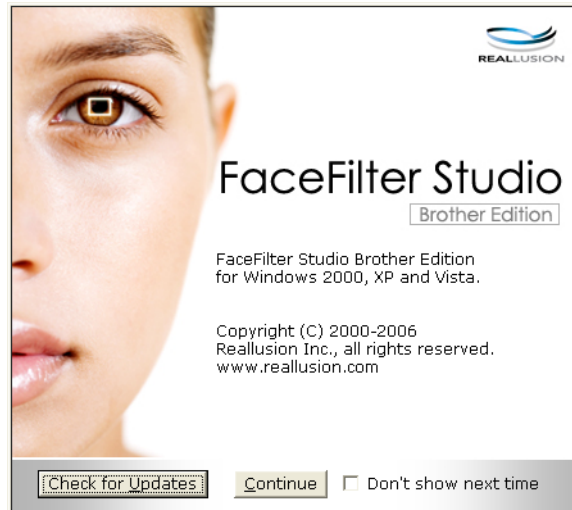 REALLUSION
FaceFilter Studio
Brother Edition
FaceFilter Studio Brother Edition
for Windows 2000, XP and Vista.
Copyright (C) 2000-2006
Reallusion Inc., all rights reserved.
www.reallusion.com
Check for Updates
Continue
Don't show next time